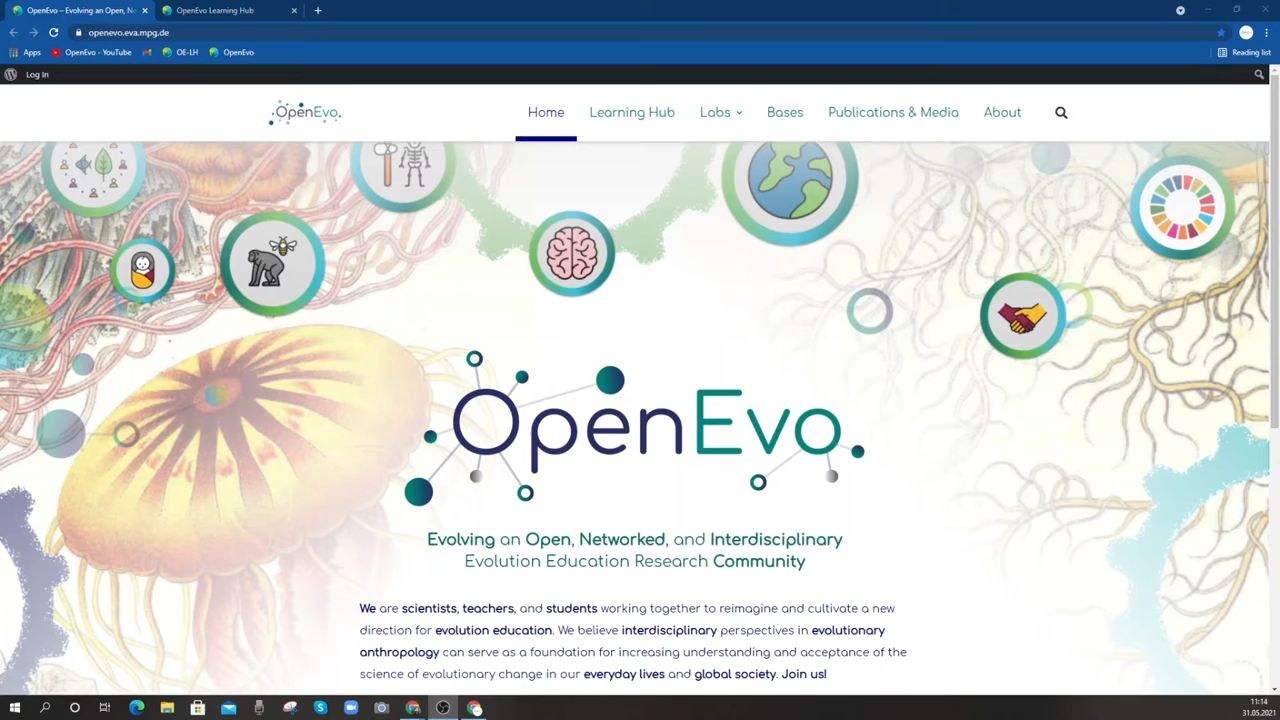 OpenEvo – Evolving an Open, Ne
OpenEvo Learning Hub
openevo.eva.mpg.de
Apps
OpenEvo - YouTube
OE-LH
OpenEvo
Reading list
Log In
OpenEvo
Home
Learning Hub
Labs
Bases
Publications & Media
About
OpenEvo
Evolving an Open, Networked, and Interdisciplinary
Evolution Education Research Community
We are scientists, teachers, and students working together to reimagine and cultivate a new
direction for evolution education. We believe interdisciplinary perspectives in evolutionary
anthropology can serve as a foundation for increasing understanding and acceptance of the
science of evolutionary change in our everyday lives and global society. Join us!
11:14
31.05.2021